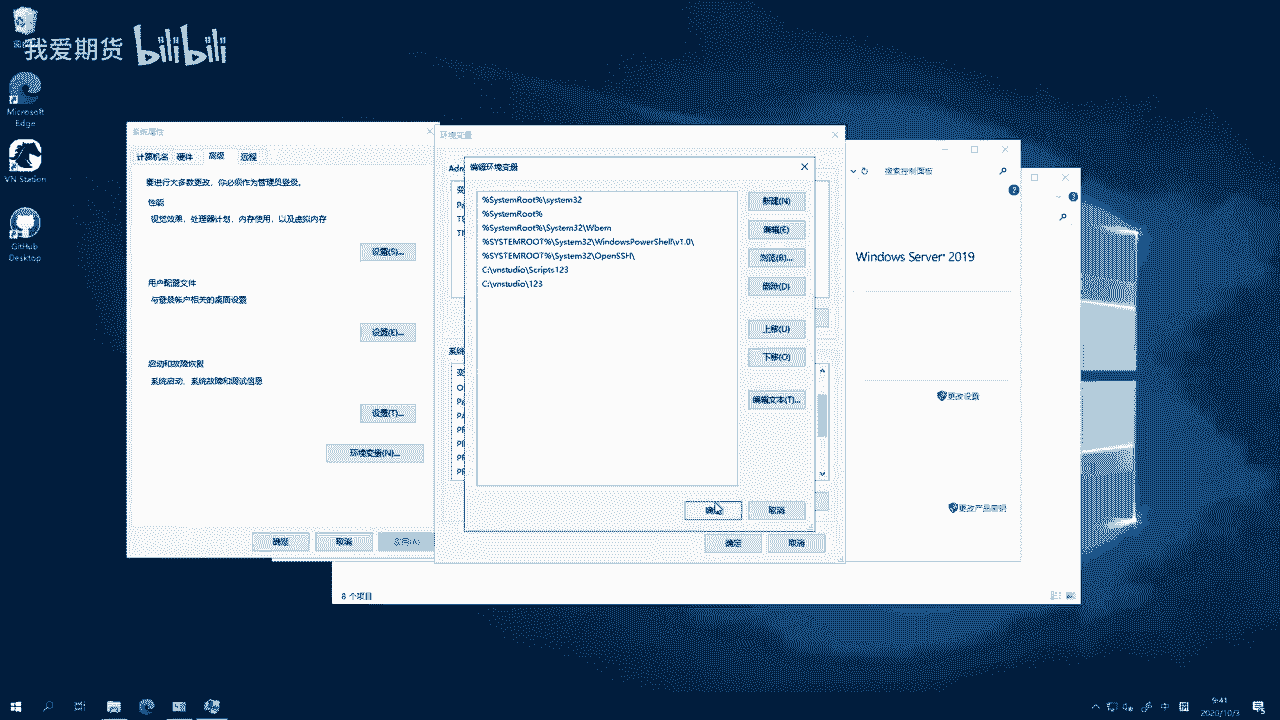 我爱期货 bilibili
Microsoft Edge
VN Station
GitHub Desktop
系统属性
计算机名 硬件 高级 远程
要进行大多数更改，你必须作为管理员登录。
性能
视觉效果，处理器计划，内存使用，以及虚拟内存
设置(S)...
用户配置文件
与登录帐户相关的桌面设置
设置(E)...
启动和故障恢复
系统启动、系统故障和调试信息
设置(T)...
环境变量(N)...
确定 取消 应用(A)
环境变量
编辑环境变量
%SystemRoot%\system32
%SystemRoot%
%SystemRoot%\System32\Wbem
%SYSTEMROOT%\System32\WindowsPowerShell\v1.0\
%SYSTEMROOT%\System32\OpenSSH\
C:\vnstudio\Scripts123
C:\vnstudio\123
新建(N)
编辑(E)
浏览(B)...
删除(D)
上移(U)
下移(O)
编辑文本(T)...
确定 取消
确定 取消
搜索控制面板
Windows Server 2019
更改设置
更改产品密钥
8 个项目
中
9:41
2020/10/3